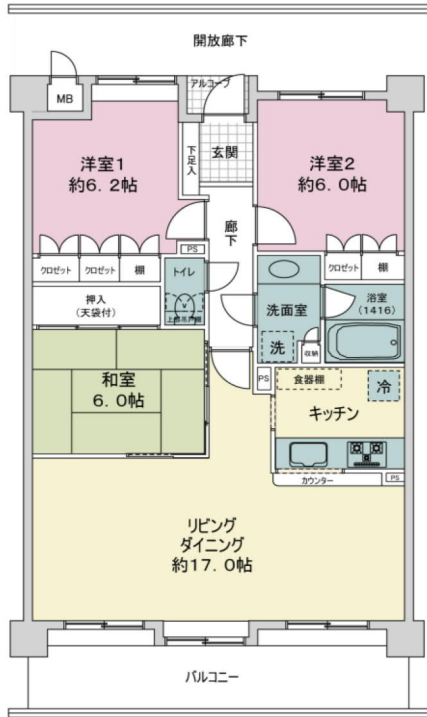 開放廊下
アルコーブ
MB
洋室1
約6.2帖
下足入
玄関
洋室2
約6.0帖
廊下
PS
クロゼット
クロゼット
棚
トイレ
クロゼット
棚
押入
(天袋付)
上部吊戸棚
洗面室
浴室
(1416)
洗
収納
和室
6.0帖
PS
食器棚
冷
キッチン
カウンター
PS
リビング
ダイニング
約17.0帖
バルコニー